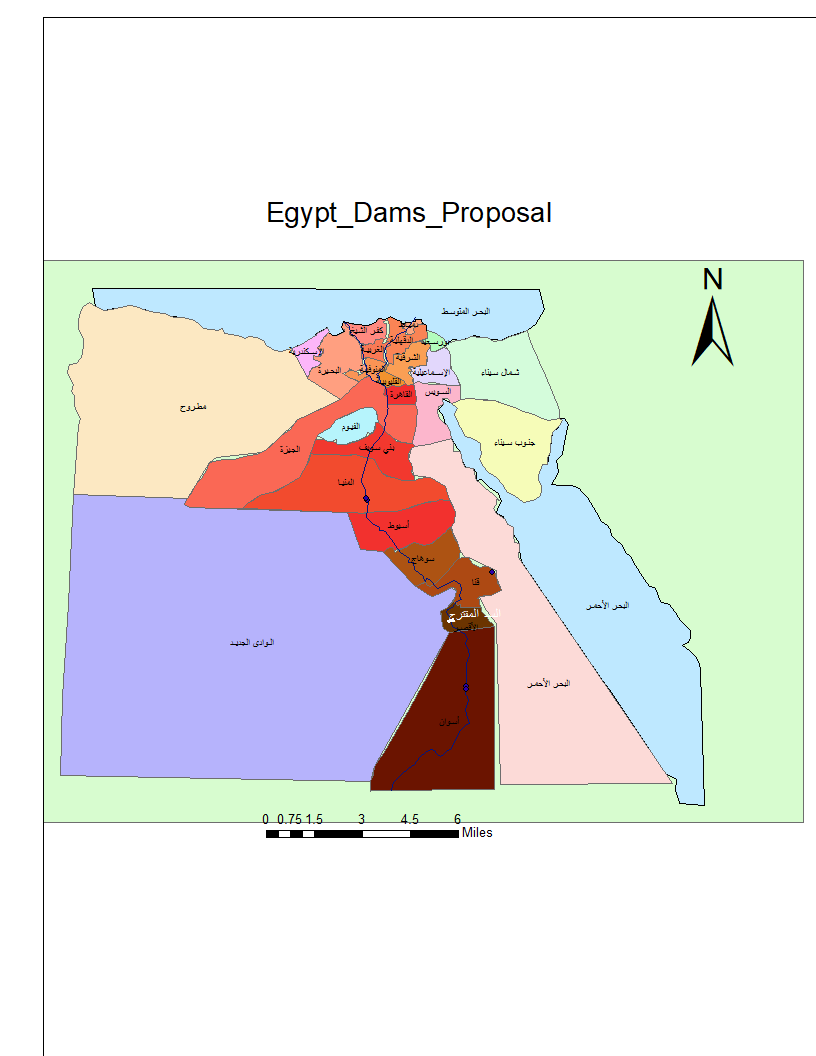 Egypt_Dams_Proposal
N
البحر المتوسط
دمياط
كفر الشيخ
بورسعيد
الدقهلية
الإسكندرية
الغربية
الشرقية
البحيرة
المنوفية
الإسماعيلية
شمال سيناء
القليوبية
القاهرة
السويس
مطروح
الفيوم
جنوب سيناء
بني سويف
الجيزة
المنيا
أسيوط
سوهاج
قنا
البحر الأحمر
السد المقترح
الأقصر
الوادى الجديد
البحر الأحمر
أسوان
0 0.75 1.5 3 4.5 6
Miles